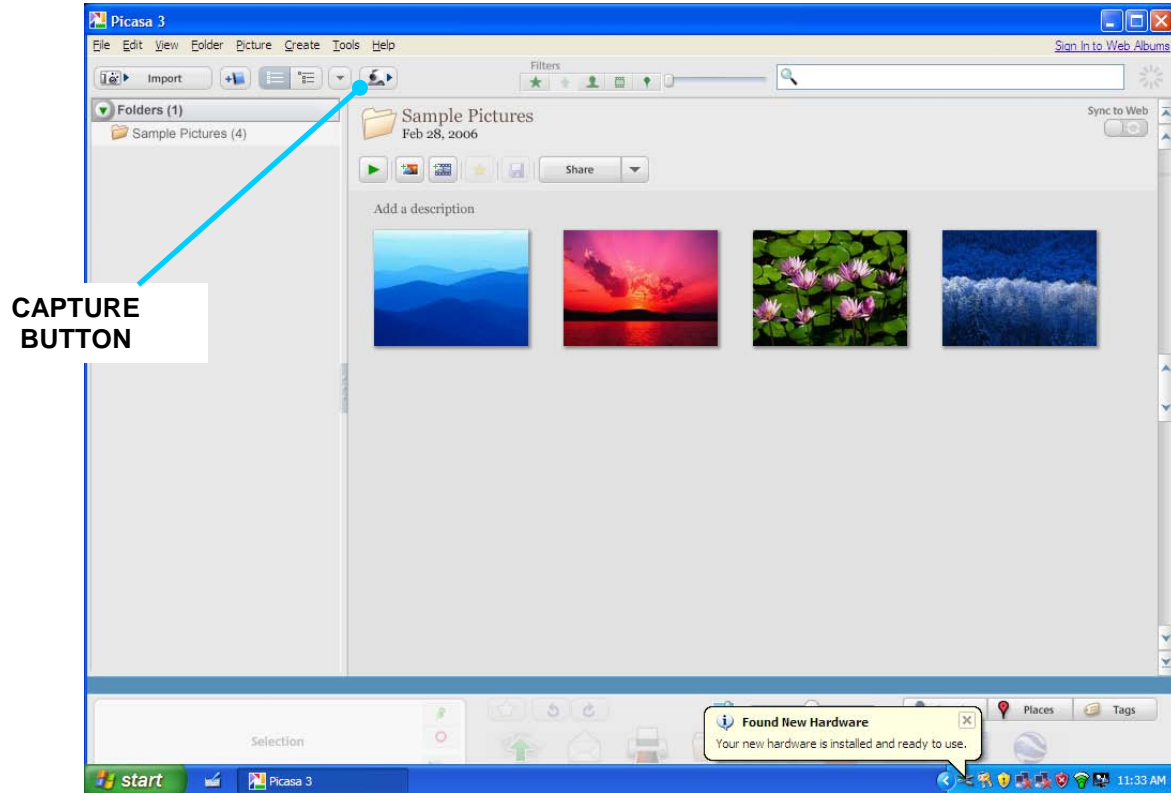 Picasa 3
File Edit View Folder Picture Create Tools Help
Sign In to Web Albums
Import
Filters
Folders (1)
Sample Pictures (4)
Sample Pictures
Feb 28, 2006
Sync to Web
Share
Add a description
CAPTURE
BUTTON
Selection
Found New Hardware
Your new hardware is installed and ready to use.
Places
Tags
start
Picasa 3
11:33 AM